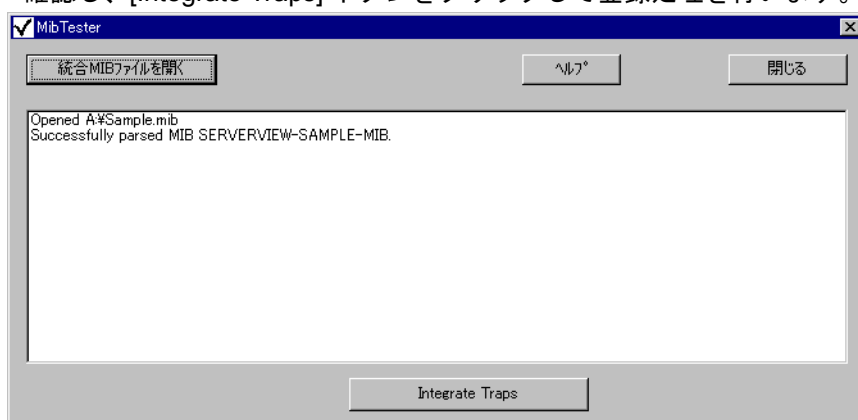 確認し、[Integrate Traps] ボタンをクリックして登録処理を行います。
MibTester
統合MIBファイルを開く ヘルプ 閉じる
Opened A:¥Sample.mib
Successfully parsed MIB SERVERVIEW-SAMPLE-MIB.
Integrate Traps